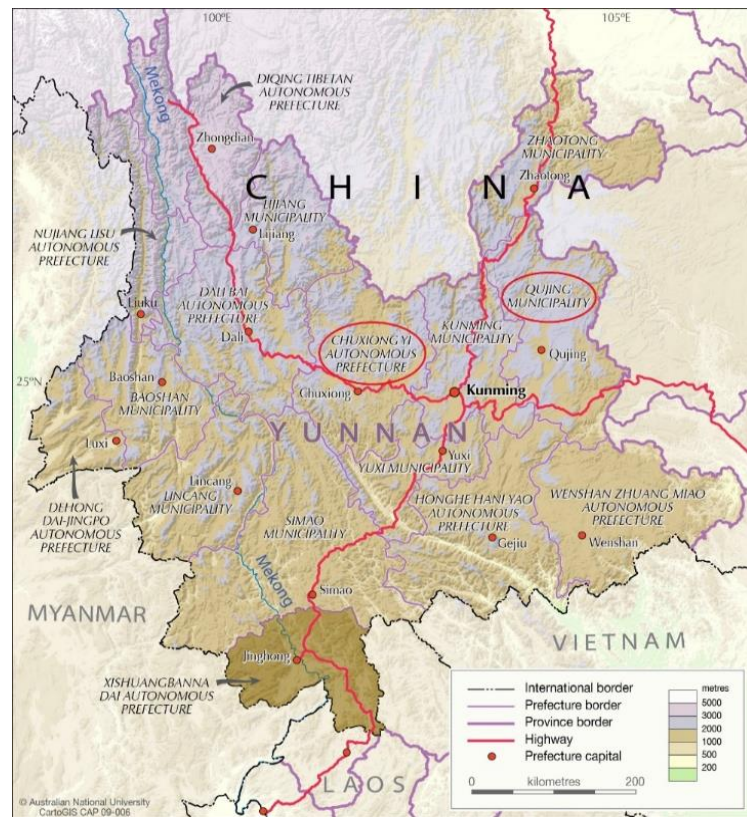 100°E
105°E
Mekong
DIQING TIBETAN
AUTONOMOUS
PREFECTURE
Zhongdian
ZHAOTONG
MUNICIPALITY
Zhaotong
CHINA
LIJIANG
MUNICIPALITY
Lijiang
NUJIANG LISU
AUTONOMOUS
PREFECTURE
QUJING
MUNICIPALITY
DALI BAI
AUTONOMOUS
PREFECTURE
Liuku
Dali
CHUXIONG YI
AUTONOMOUS
PREFECTURE
KUNMING
MUNICIPALITY
Qujing
25°N
Baoshan
BAOSHAN
MUNICIPALITY
Chuxiong
Kunming
YUNNAN
Luxi
Yuxi
YUXI MUNICIPALITY
Lincang
LINCANG
MUNICIPALITY
HONGHE HANI YAO
AUTONOMOUS
PREFECTURE
WENSHAN ZHUANG MIAO
AUTONOMOUS
PREFECTURE
DEHONG
DAI-JINGPO
AUTONOMOUS
PREFECTURE
SIMAO
MUNICIPALITY
Gejiu
Wenshan
Mekong
Simao
MYANMAR
VIETNAM
Jinghong
XISHUANGBANNA
DAI AUTONOMOUS
PREFECTURE
LAOS
International border
Prefecture border
Province border
Highway
Prefecture capital
0 kilometres 200
metres
5000
3000
2000
1000
500
200
© Australian National University
CartoGIS CAP 09-006